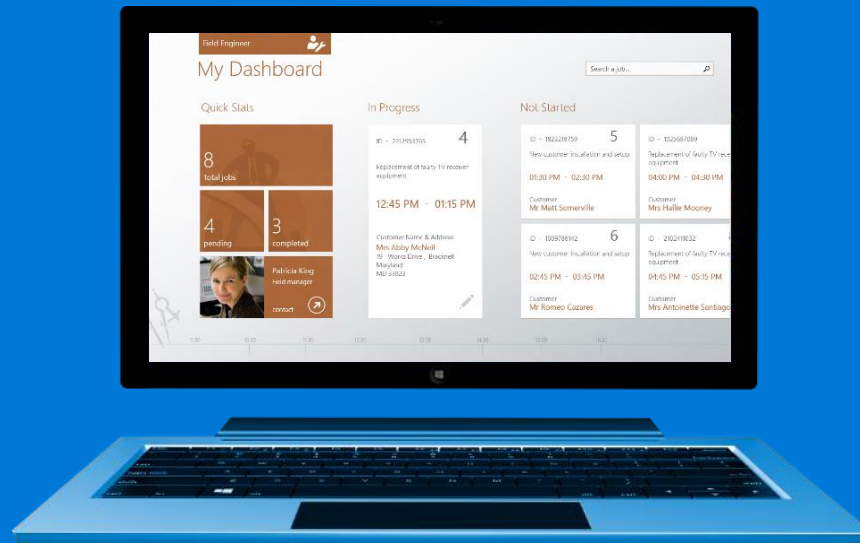 Field Engineer
My Dashboard
Search a job...
Quick Stats
8
total jobs
4
pending
3
completed
Patricia King
Field manager
contact
In Progress
4
Replacement of faulty TV receiver
equipment
12:45 PM - 01:15 PM
Customer Name & Address
Mrs Abby McNeil
Maryland
MD 33823
Not Started
5
New customer installation and setup
01:30 PM - 02:30 PM
Customer
Mr Matt Somerville
Replacement of faulty TV rece
equipment
04:00 PM - 04:30 PM
Customer
Mrs Hallie Mooney
6
New customer installation and setup
02:45 PM - 03:45 PM
Customer
Mr Romeo Cazares
Replacement of faulty TV rece
equipment
04:45 PM - 05:15 PM
Customer
Mrs Antoinette Santiago